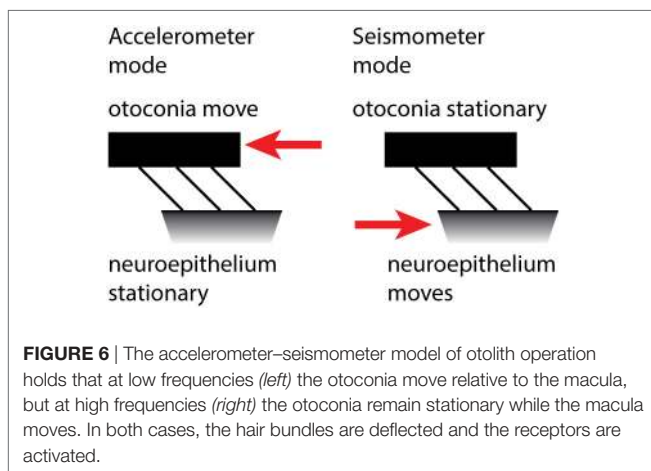 Accelerometer mode
otoconia move
neuroepithelium stationary
Seismometer mode
otoconia stationary
neuroepithelium moves
FIGURE 6 | The accelerometer–seismometer model of otolith operation
holds that at low frequencies (left) the otoconia move relative to the macula,
but at high frequencies (right) the otoconia remain stationary while the macula
moves. In both cases, the hair bundles are deflected and the receptors are
activated.